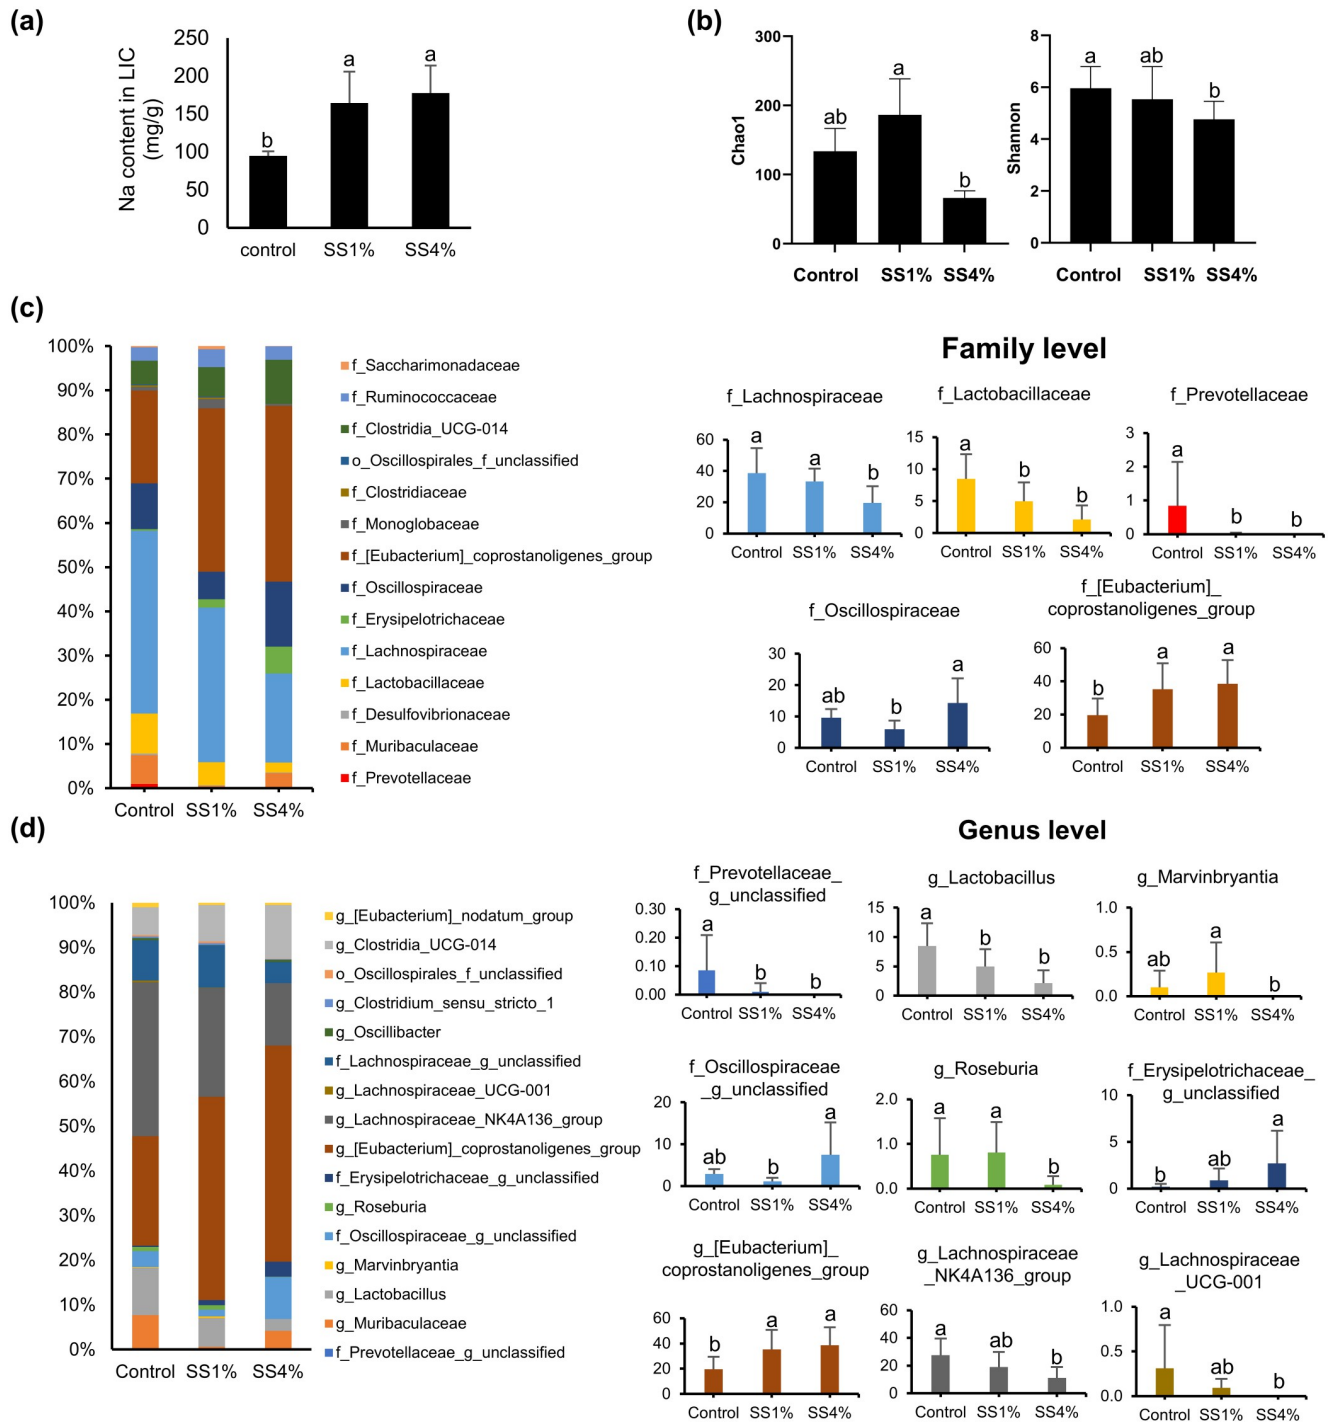 (a)
250
200
150
100
50
0
Na content in LIC
(mg/g)
b
a
a
control
SS1%
SS4%
(b)
300
200
100
0
Chao1
ab
a
b
Control
SS1%
SS4%
8
6
4
2
0
Shannon
a
ab
b
Control
SS1%
SS4%
(c)
100%
90%
80%
70%
60%
50%
40%
30%
20%
10%
0%
Control
SS1%
SS4%
f_Saccharimonadaceae
f_Ruminococcaceae
f_Clostridia_UCG-014
o_Oscillospirales_f_unclassified
f_Clostridiaceae
f_Monoglobaceae
f_[Eubacterium]_coprostanoligenes_group
f_Oscillospiraceae
f_Erysipelotrichaceae
f_Lachnospiraceae
f_Lactobacillaceae
f_Desulfovibrionaceae
f_Muribaculaceae
f_Prevotellaceae
Family level
f_Lachnospiraceae
60
40
20
0
a
a
b
Control
SS1%
SS4%
f_Lactobacillaceae
15
10
5
0
a
b
b
Control
SS1%
SS4%
f_Prevotellaceae
3
2
1
0
a
b
b
Control
SS1%
SS4%
f_Oscillospiraceae
30
20
10
0
ab
b
a
Control
SS1%
SS4%
f_[Eubacterium]_
coprostanoligenes_group
60
40
20
0
b
a
a
Control
SS1%
SS4%
(d)
100%
90%
80%
70%
60%
50%
40%
30%
20%
10%
0%
Control
SS1%
SS4%
g_[Eubacterium]_nodatum_group
g_Clostridia_UCG-014
o_Oscillospirales_f_unclassified
g_Clostridium_sensu_stricto_1
g_Oscillibacter
f_Lachnospiraceae_g_unclassified
g_Lachnospiraceae_UCG-001
g_Lachnospiraceae_NK4A136_group
g_[Eubacterium]_coprostanoligenes_group
f_Erysipelotrichaceae_g_unclassified
g_Roseburia
f_Oscillospiraceae_g_unclassified
g_Marvinbryantia
g_Lactobacillus
g_Muribaculaceae
f_Prevotellaceae_g_unclassified
Genus level
f_Prevotellaceae_
g_unclassified
0.30
0.20
0.10
0.00
a
b
b
Control
SS1%
SS4%
g_Lactobacillus
15
10
5
0
a
b
b
Control
SS1%
SS4%
g_Marvinbryantia
1.0
0.5
0.0
ab
a
b
Control
SS1%
SS4%
f_Oscillospiraceae
_g_unclassified
20
10
0
ab
b
a
Control
SS1%
SS4%
g_Roseburia
2.0
1.0
0.0
a
a
b
Control
SS1%
SS4%
f_Erysipelotrichaceae_
g_unclassified
10
5
0
b
ab
a
Control
SS1%
SS4%
g_[Eubacterium]_
coprostanoligenes_group
60
40
20
0
b
a
a
Control
SS1%
SS4%
g_Lachnospiraceae
_NK4A136_group
60
40
20
0
a
ab
b
Control
SS1%
SS4%
g_Lachnospiraceae
_UCG-001
1.0
0.5
0.0
a
ab
b
Control
SS1%
SS4%